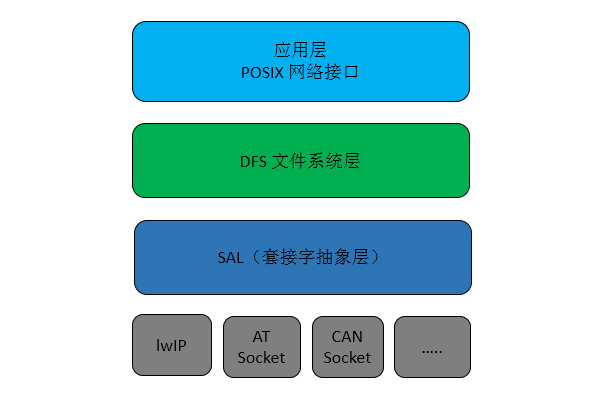 应用层
POSIX 网络接口
DFS 文件系统层
SAL（套接字抽象层）
lwIP
AT
Socket
CAN
Socket
.....